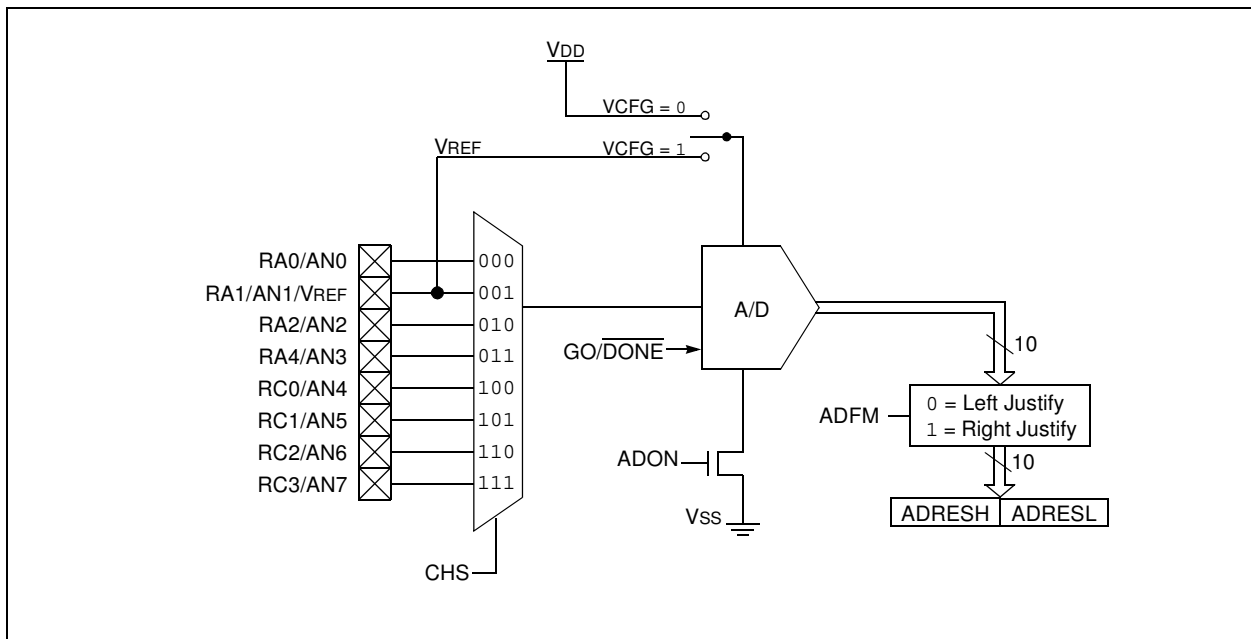 VDD
VCFG = 0
VREF
VCFG = 1
RA0/AN0
000
RA1/AN1/VREF
001
RA2/AN2
010
RA4/AN3
011
RC0/AN4
100
RC1/AN5
101
RC2/AN6
110
RC3/AN7
111
CHS
A/D
GO/DONE
ADON
VSS
10
ADFM
0 = Left Justify
1 = Right Justify
10
ADRESH ADRESL